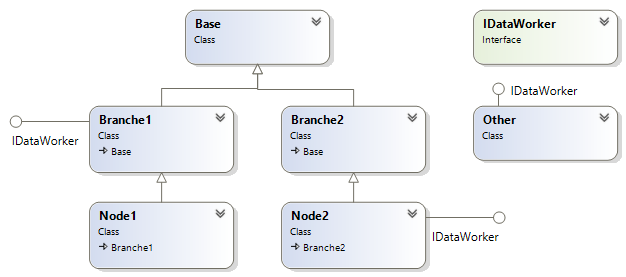 Base
Class
IDataWorker
Interface
IDataWorker
Branche1
Class
Base
Branche2
Class
Base
Other
Class
IDataWorker
Node1
Class
Branche1
Node2
Class
Branche2
IDataWorker